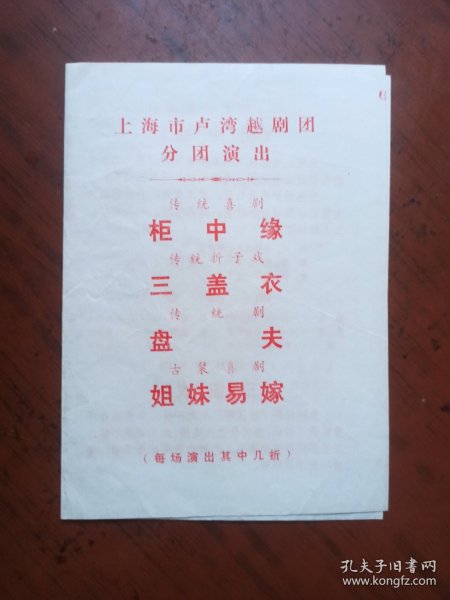 上海市卢湾越剧团
分团演出
传统喜剧
柜中缘
传统折子戏
三盖衣
传统剧
盘夫
古装喜剧
姐妹易嫁
(每场演出其中几折)
孔夫子旧书网
www.kongfz.com